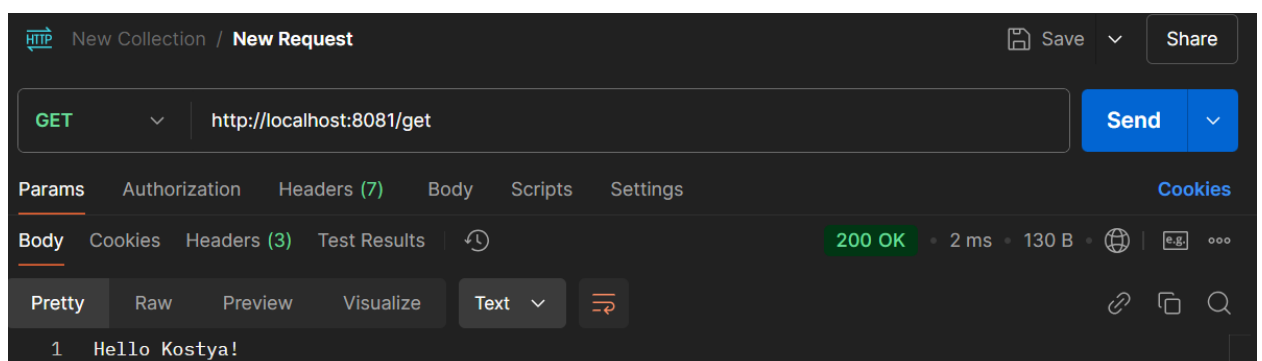 HTTP New Collection / New Request Save Share
GET http://localhost:8081/get Send
Params Authorization Headers (7) Body Scripts Settings Cookies
Body Cookies Headers (3) Test Results 200 OK • 2 ms • 130 B • e.g.
Pretty Raw Preview Visualize Text
1 Hello Kostya!